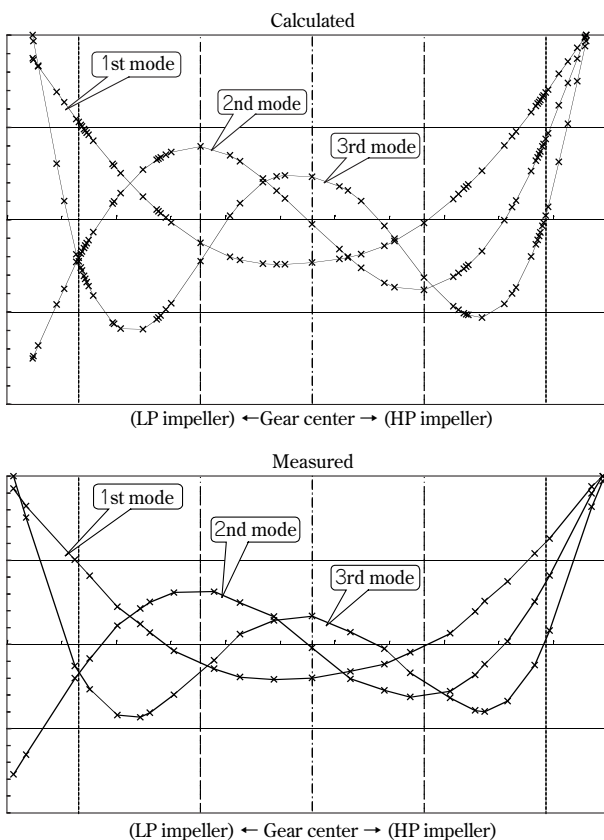 Calculated
1st mode
2nd mode
3rd mode
(LP impeller) ←Gear center → (HP impeller)
Measured
1st mode
2nd mode
3rd mode
(LP impeller) ← Gear center → (HP impeller)